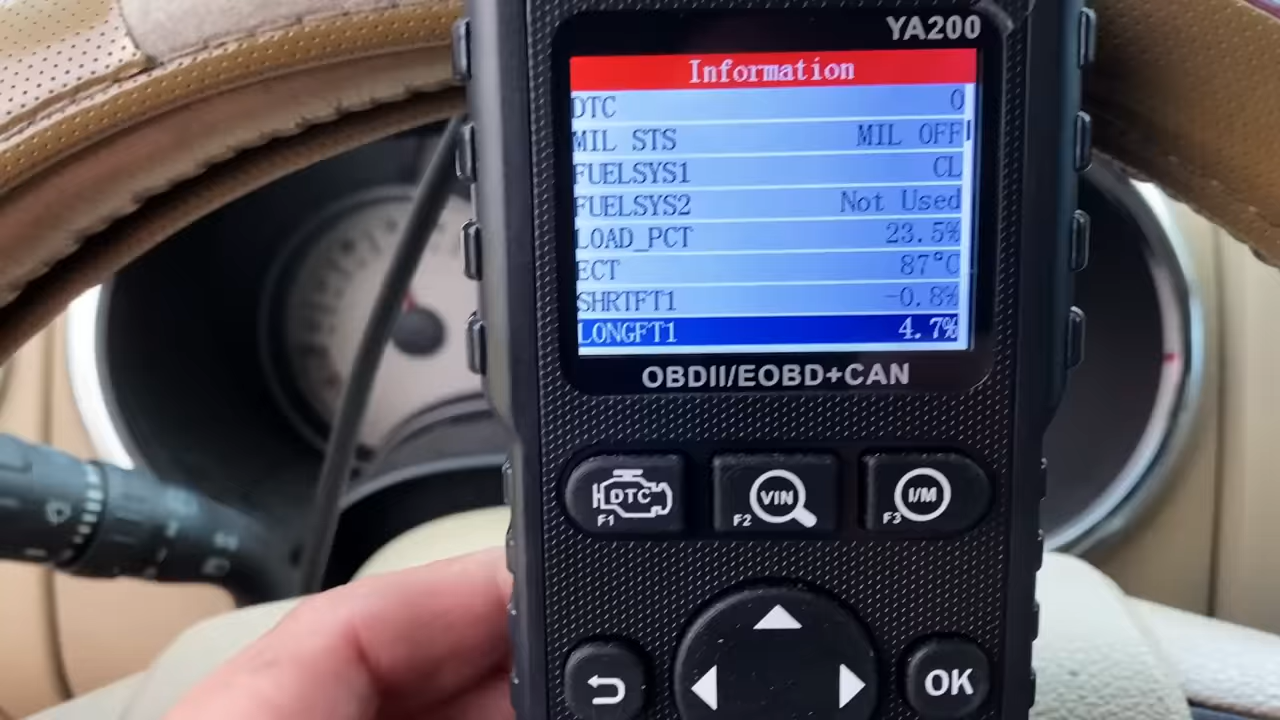 YA200
Information
DTC 0
MIL STS MIL OFF
FUELSYS1 CL
FUELSYS2 Not Used
LOAD_PCT 23.5%
ECT 87°C
SHRTFT1 -0.8%
LONGFT1 4.7%
OBDII/EOBD+CAN
DTC VIN I/M
F1 F2 F3
OK